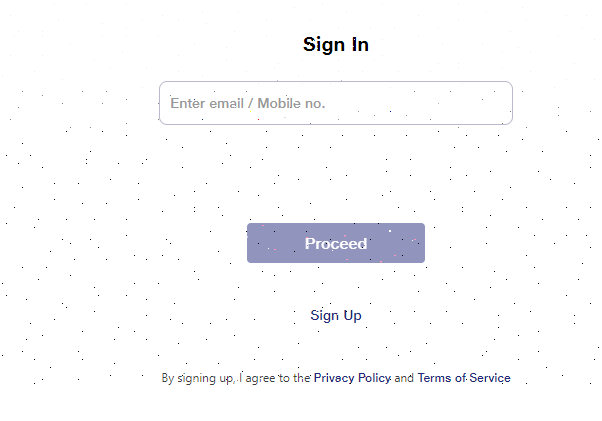 Sign In
Enter email / Mobile no.
Proceed
Sign Up
By signing up, I agree to the Privacy Policy and Terms of Service